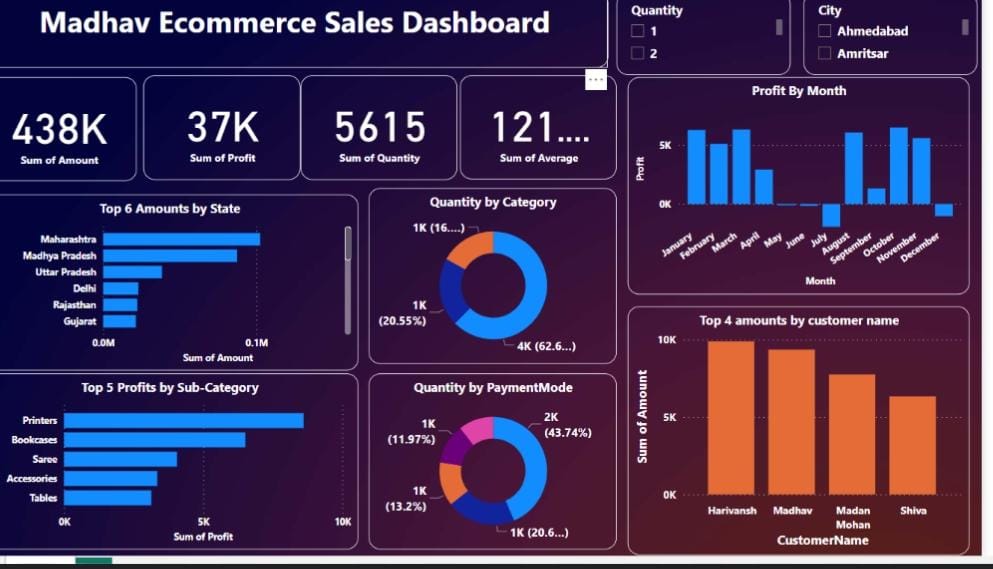 Madhav Ecommerce Sales Dashboard
Quantity
1
2
City
Ahmedabad
Amritsar
...
438K
Sum of Amount
37K
Sum of Profit
5615
Sum of Quantity
121....
Sum of Average
Profit By Month
Profit
5K
0K
January
February
March
April
May
June
July
August
September
October
November
December
Month
Top 6 Amounts by State
Maharashtra
Madhya Pradesh
Uttar Pradesh
Delhi
Rajasthan
Gujarat
0.0M
0.1M
Sum of Amount
Quantity by Category
1K (16....)
1K
(20.55%)
4K (62.6...)
Top 5 Profits by Sub-Category
Printers
Bookcases
Saree
Accessories
Tables
0K
5K
10K
Sum of Profit
Quantity by PaymentMode
1K
(11.97%)
2K
(43.74%)
1K
(13.2%)
1K (20.6...)
Top 4 amounts by customer name
Sum of Amount
10K
5K
0K
Harivansh
Madhav
Madan
Mohan
Shiva
CustomerName